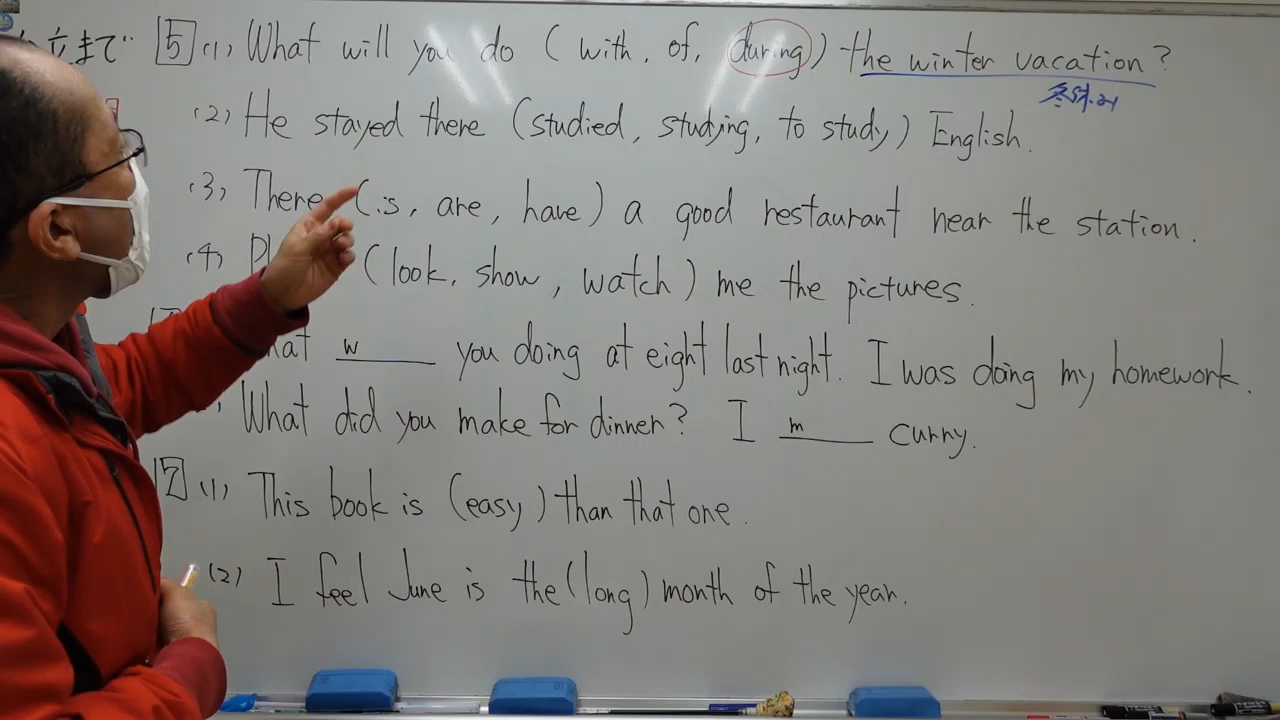 立まで
5 (1) What will you do (with, of, during) the winter vacation?
冬休み
(2) He stayed there (studied, studying, to study) English.
(3) There (is, are, have) a good restaurant near the station.
(4) (look, show, watch) me the pictures.
w____ you doing at eight last night. I was doing my homework.
What did you make for dinner? I m____ curry.
7 (1) This book is (easy) than that one.
(2) I feel June is the (long) month of the year.